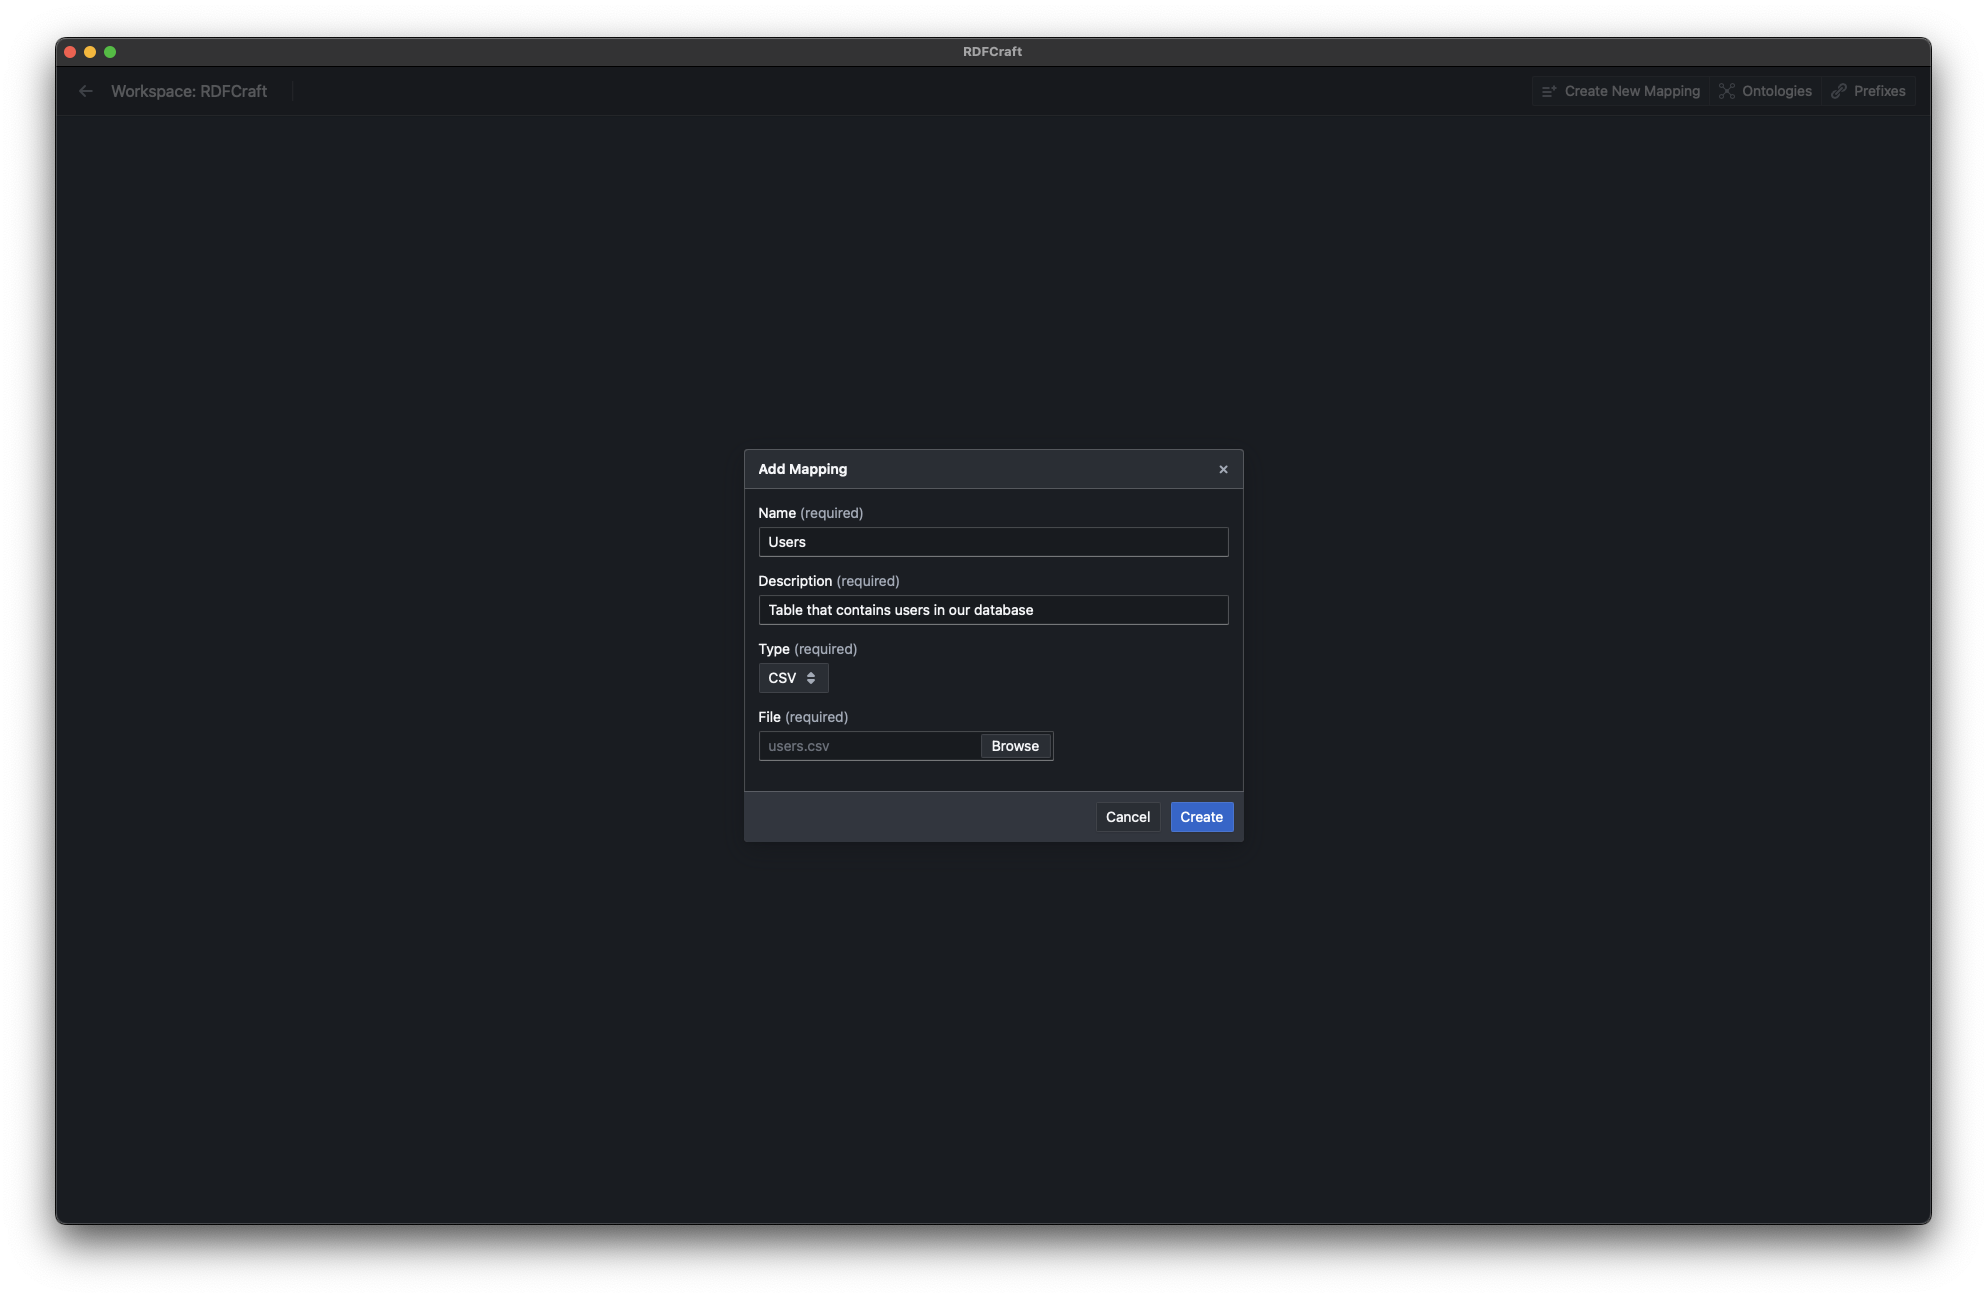 RDFCraft
Workspace: RDFCraft
Create New Mapping
Ontologies
Prefixes
Add Mapping
Name (required)
Users
Description (required)
Table that contains users in our database
Type (required)
CSV
File (required)
users.csv
Browse
Cancel
Create